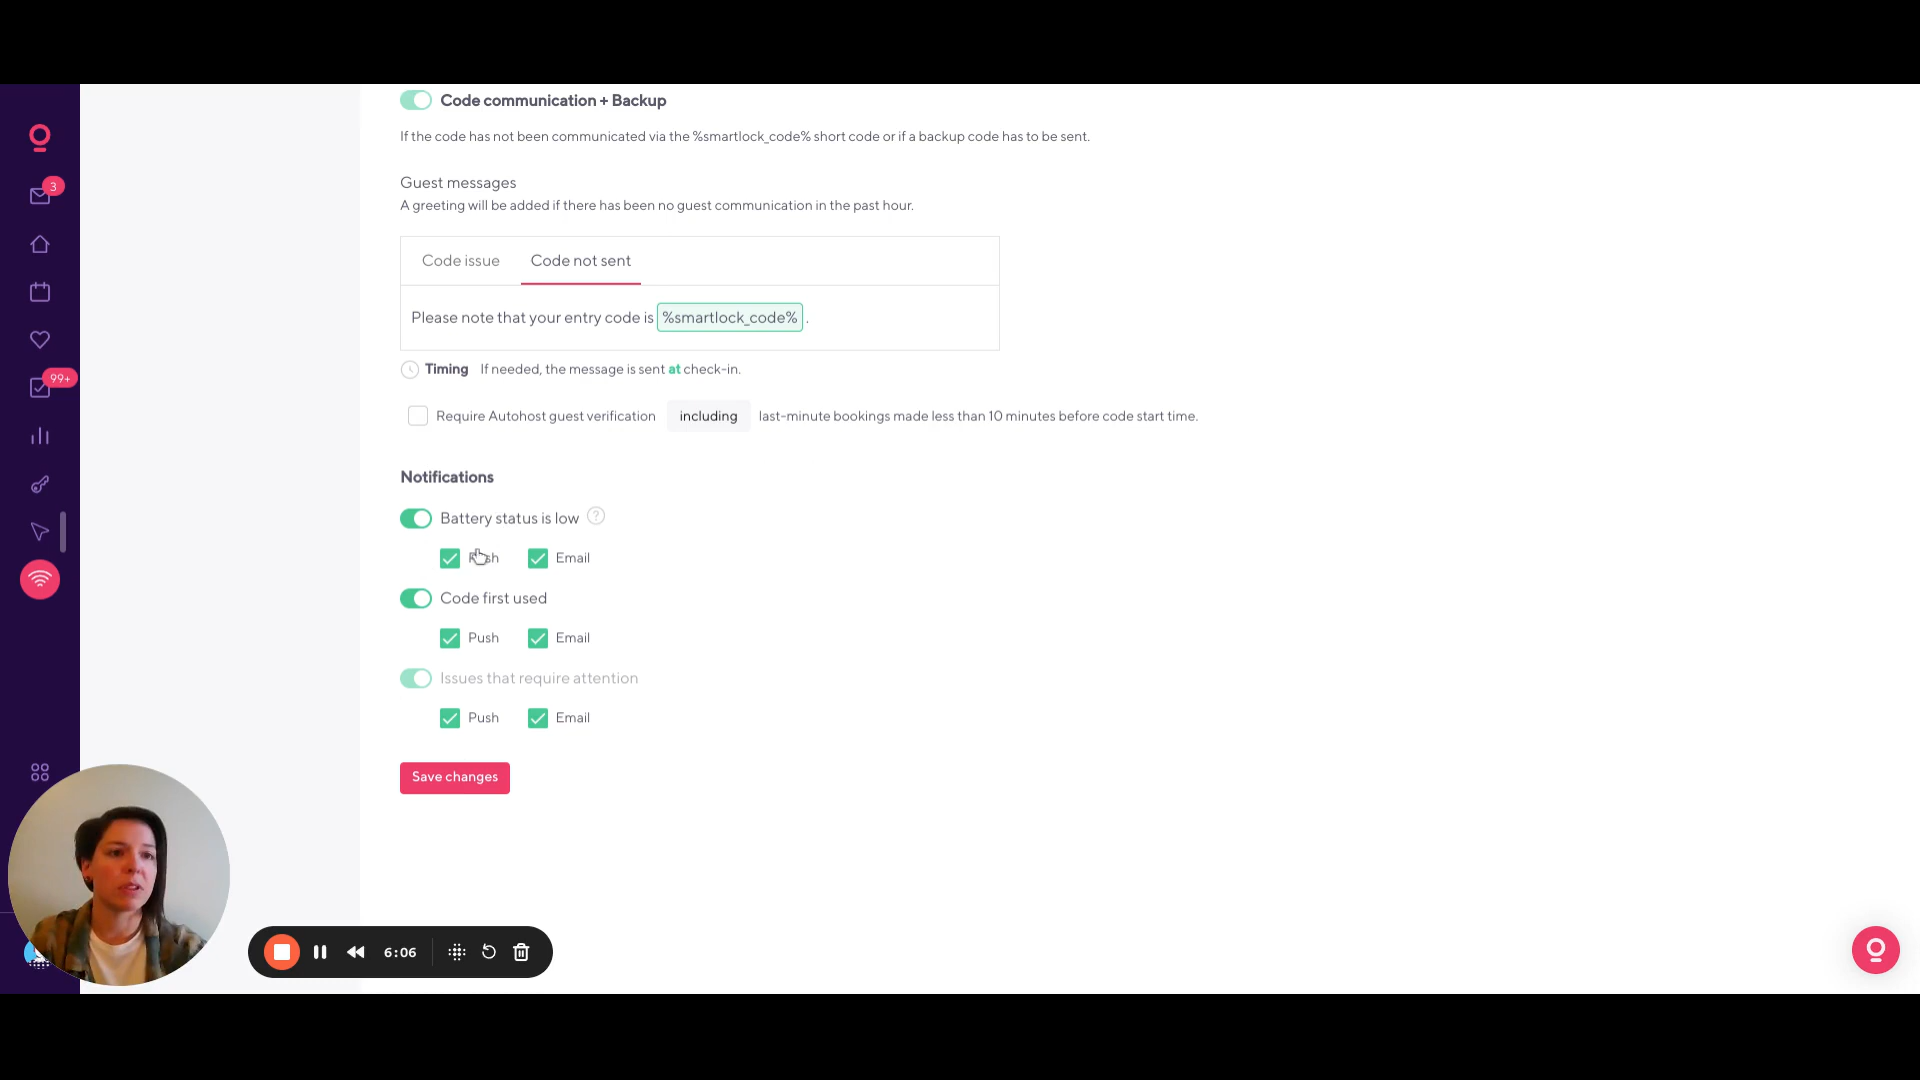 Code communication + Backup
If the code has not been communicated via the %smartlock_code% short code or if a backup code has to be sent.
3
Guest messages
A greeting will be added if there has been no guest communication in the past hour.
Code issue Code not sent
Please note that your entry code is %smartlock_code% .
Timing If needed, the message is sent at check-in.
99+
Require Autohost guest verification including last-minute bookings made less than 10 minutes before code start time.
Notifications
Battery status is low ?
Push Email
Code first used
Push Email
Issues that require attention
Push Email
Save changes
6:06